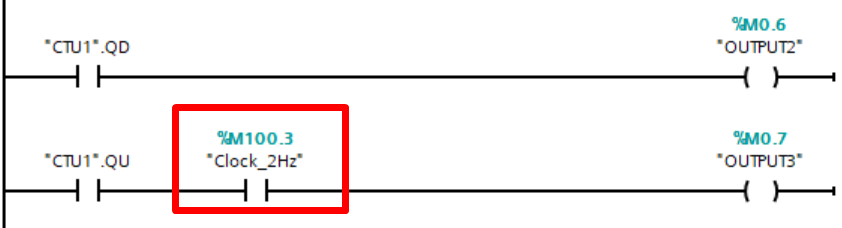 %M0.6
"CTU1".QD "OUTPUT2"
%M100.3 %M0.7
"CTU1".QU "Clock_2Hz" "OUTPUT3"